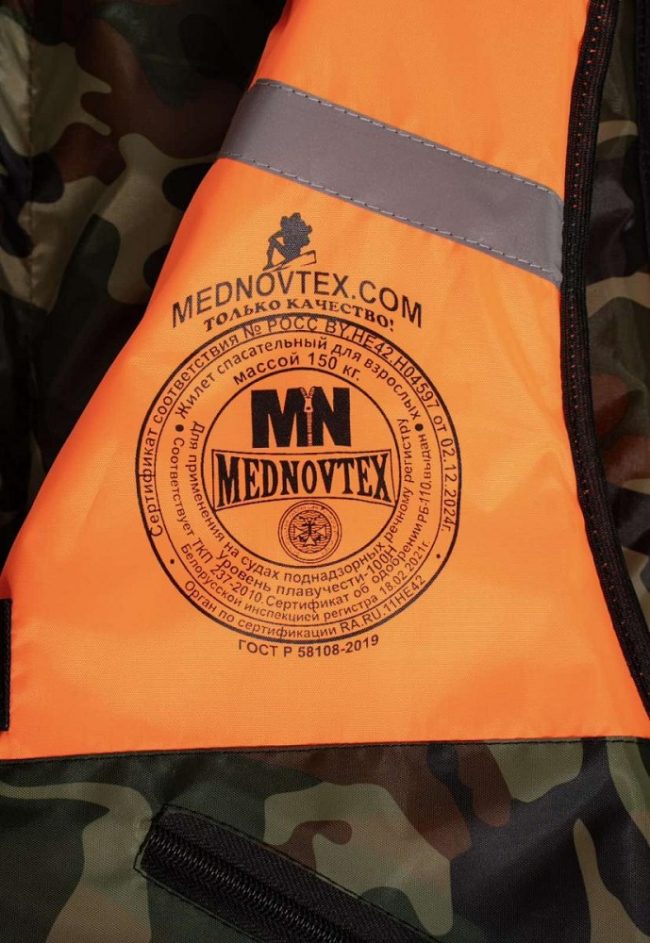 MEDNOVTEX.COM
ТОЛЬКО КАЧЕСТВО!
Сертификат соответствия № РОСС BY.НЕ42.Н04597 от 02.12.2024г.
Жилет спасательный для взрослых
массой 150 кг.
MN
MEDNOVTEX
Для применения на судах поднадзорных речному регистру
Уровень плавучести-100Н
Соответствует ТКП 237-2010.Сертификат об одобрении РБ-110,выдан
Белорусской инспекцией регистра 18.02.2021г.
Орган по сертификации RA.RU.11НЕ42
ГОСТ Р 58108-2019